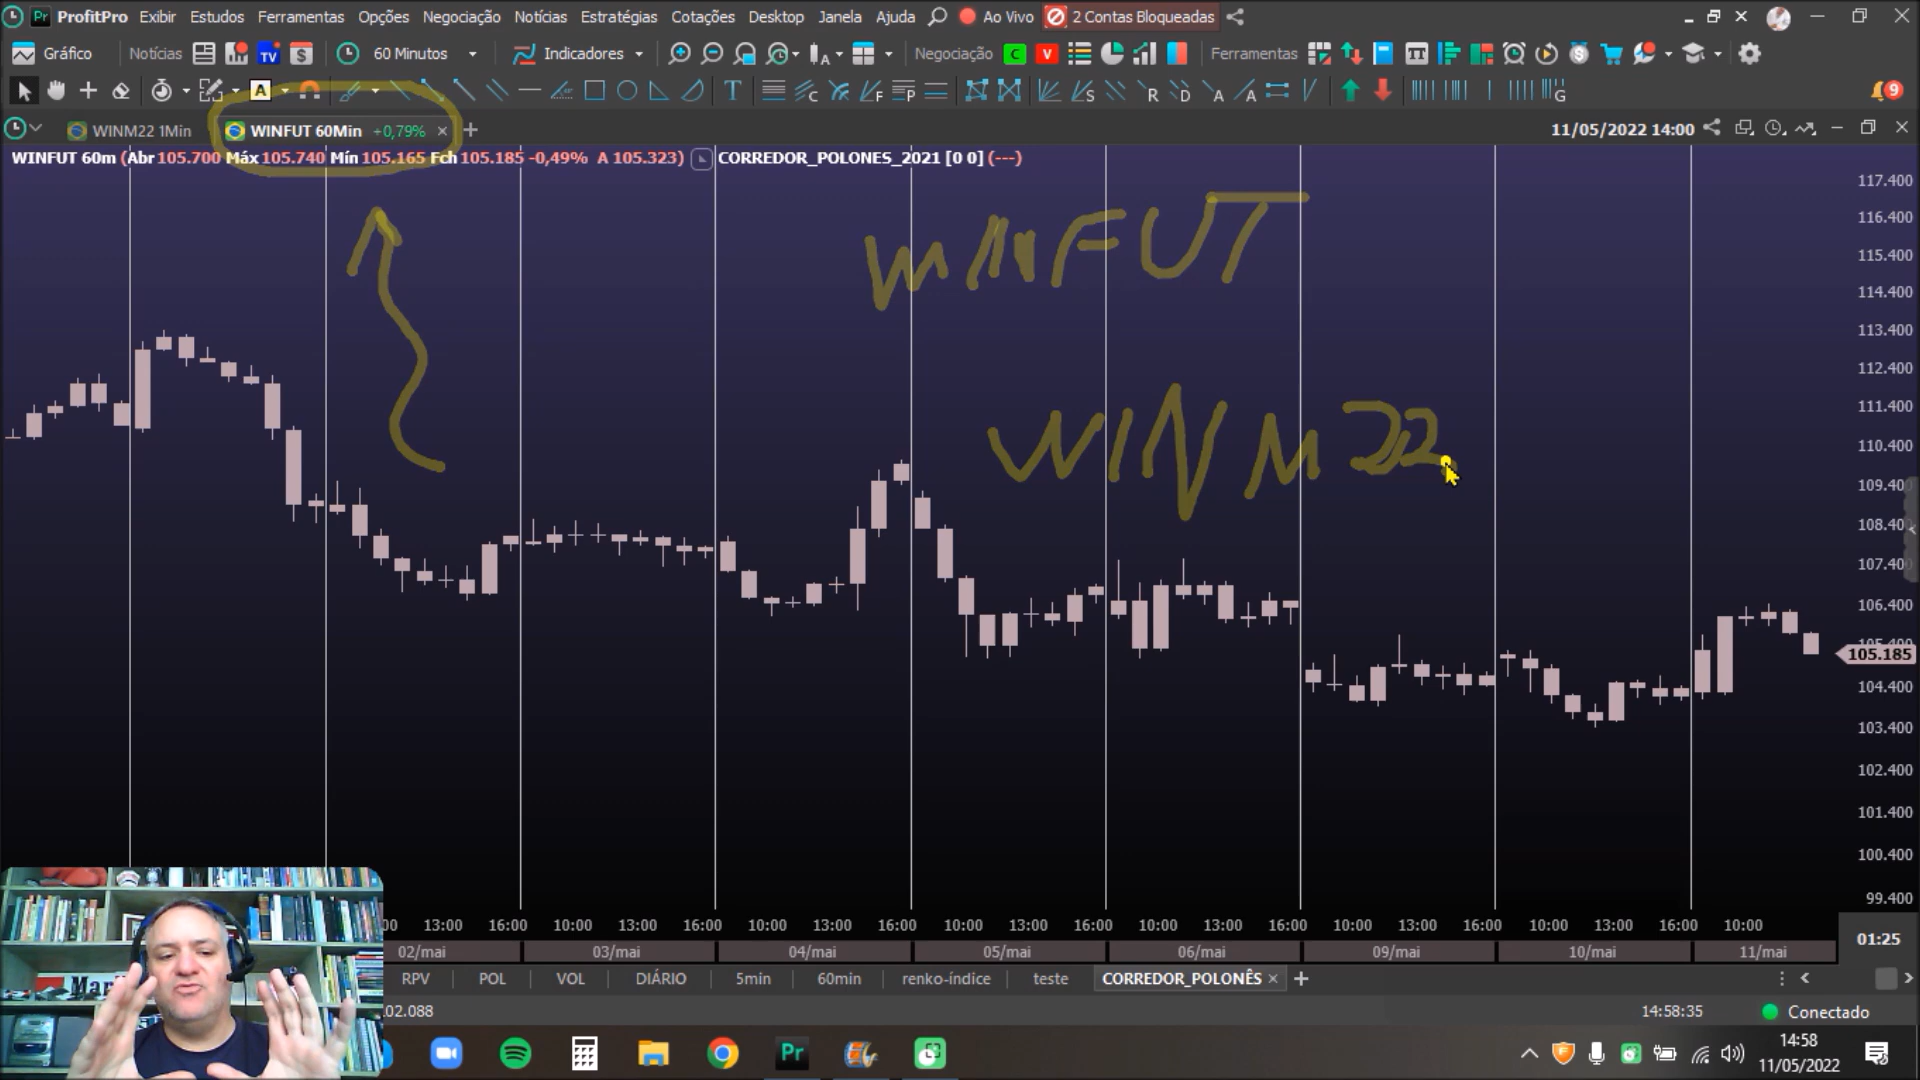 ProfitPro Exibir Estudos Ferramentas Opções Negociação Notícias Estratégias Cotações Desktop Janela Ajuda Ao Vivo 2 Contas Bloqueadas
Gráfico Notícias 60 Minutos Indicadores Negociação C V Ferramentas
WINM22 1Min WINFUT 60Min +0,79% 11/05/2022 14:00
WINFUT 60m (Abr 105.700 Máx 105.740 Mín 105.165 Fch 105.185 -0,49% A 105.323) CORREDOR_POLONES_2021 [0 0] (---)
117.400
116.400
115.400
114.400
113.400
112.400
111.400
110.400
109.400
108.400
107.400
106.400
105.400
105.185
104.400
103.400
102.400
101.400
100.400
99.400
WINFUT
WINM22
13:00 16:00 10:00 13:00 16:00 10:00 13:00 16:00 10:00 13:00 16:00 10:00 13:00 16:00 10:00 13:00 16:00 10:00 13:00 16:00 10:00
01:25
02/mai 03/mai 04/mai 05/mai 06/mai 09/mai 10/mai 11/mai
RPV POL VOL DIÁRIO 5min 60min renko-índice teste CORREDOR_POLONÊS
02.088 14:58:35 Conectado
Pr
14:58
11/05/2022
9